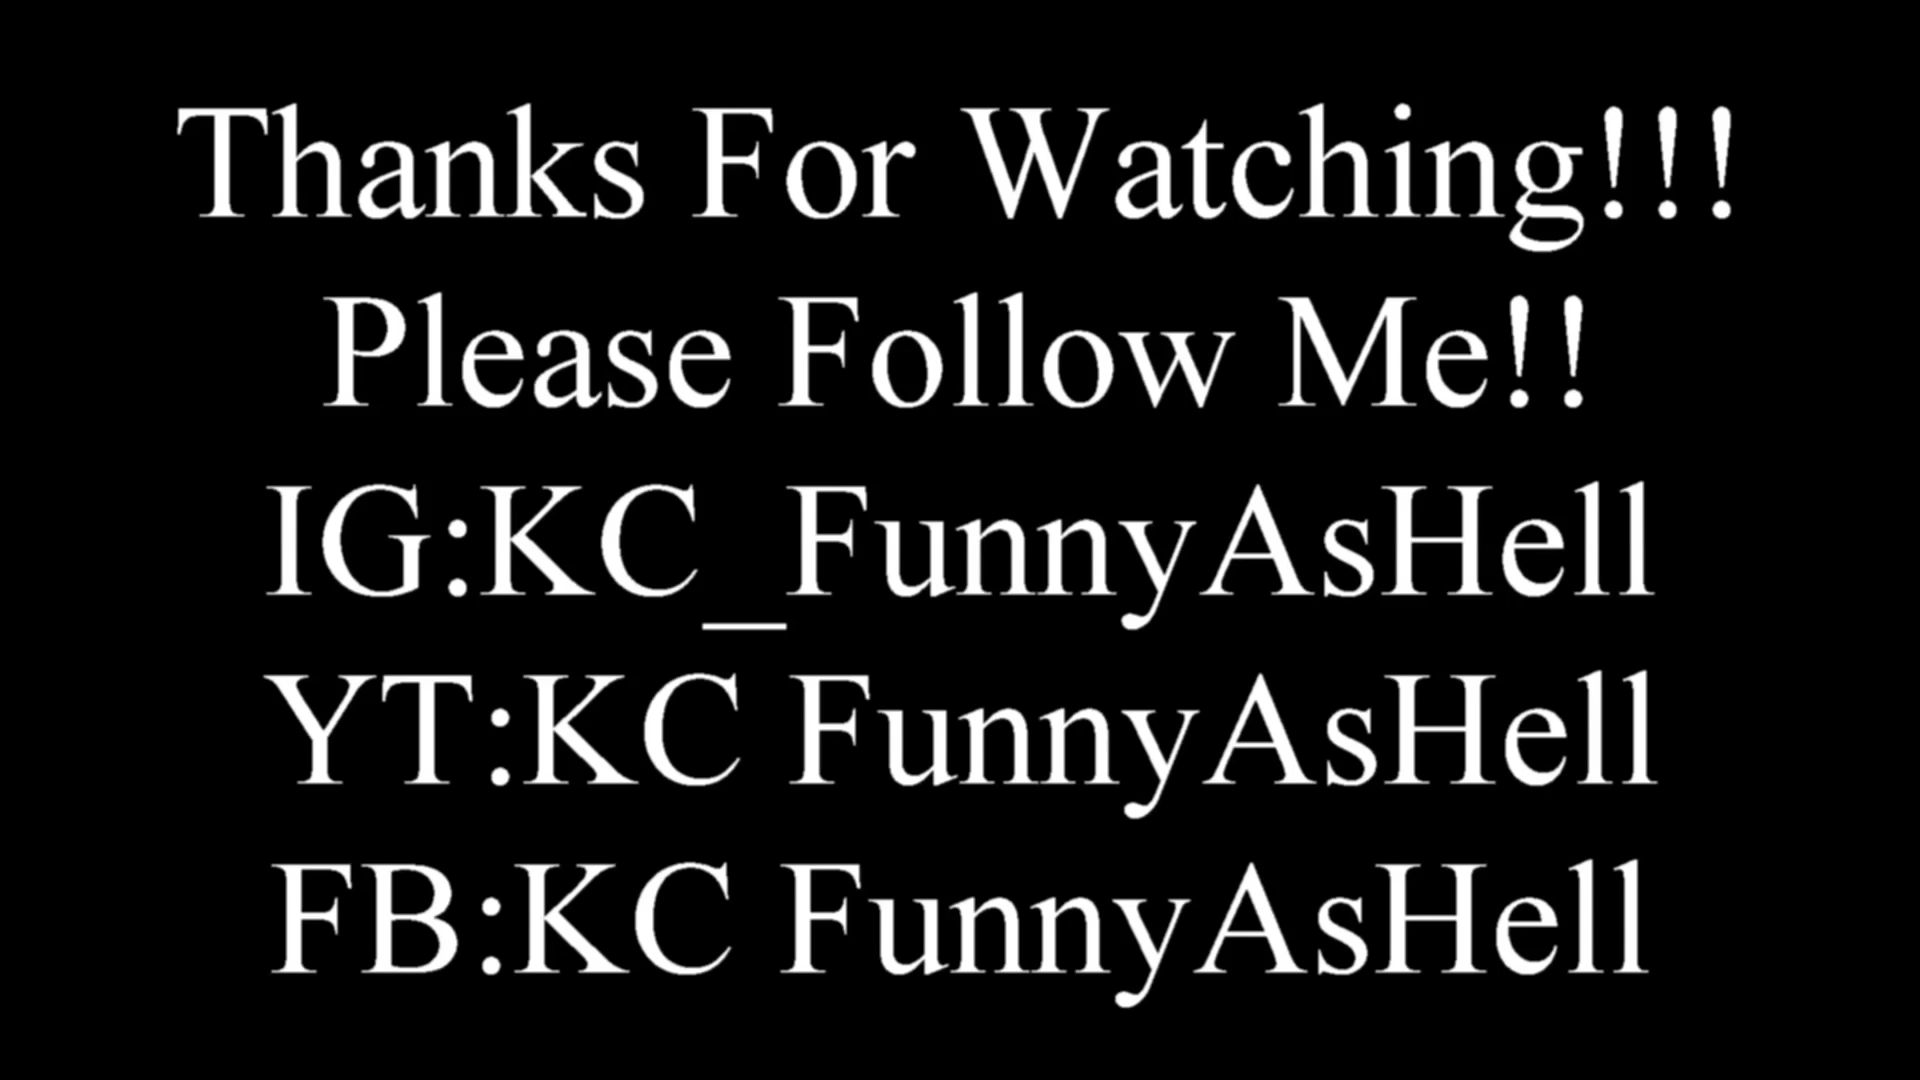 Thanks For Watching!!!
Please Follow Me!!
IG:KC_FunnyAsHell
YT:KC FunnyAsHell
FB:KC FunnyAsHell